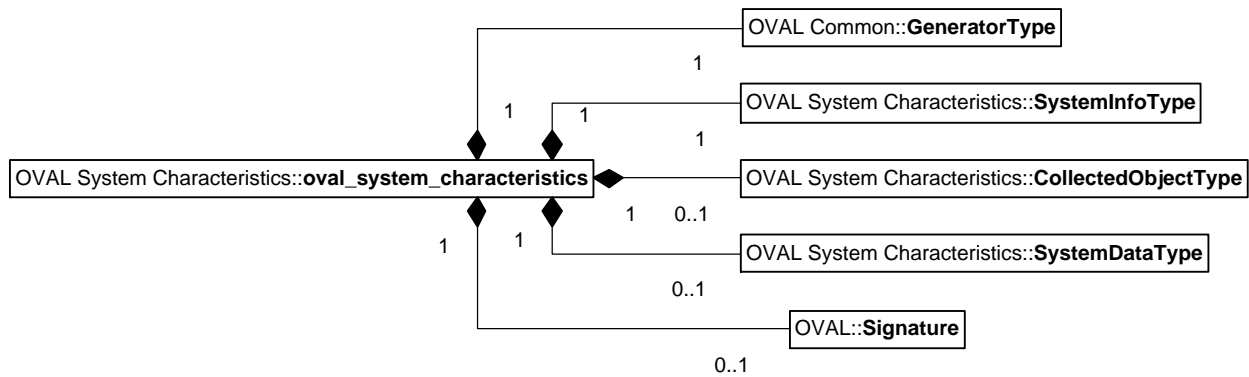 OVAL Common::GeneratorType
1
1
OVAL System Characteristics::SystemInfoType
1
1
OVAL System Characteristics::oval_system_characteristics
OVAL System Characteristics::CollectedObjectType
1
0..1
1
1
OVAL System Characteristics::SystemDataType
0..1
OVAL::Signature
0..1